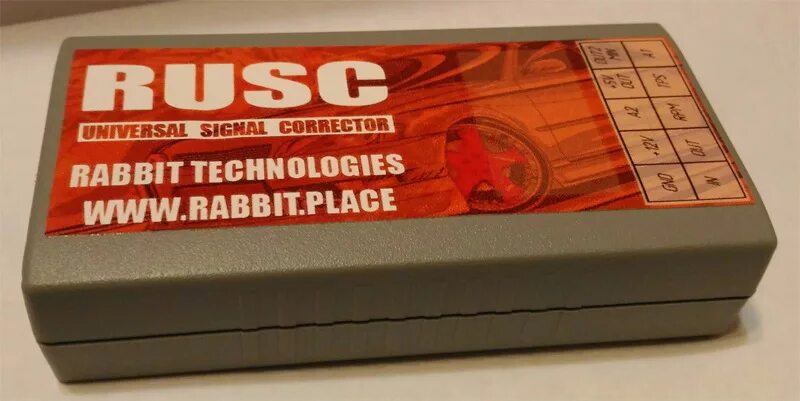 RUSC
UNIVERSAL SIGNAL CORRECTOR
RABBIT TECHNOLOGIES
WWW.RABBIT.PLACE
OUT2 MIN
A1
+5V OUT
TPS
A2
RPM
+12V
OUT
GND
IN